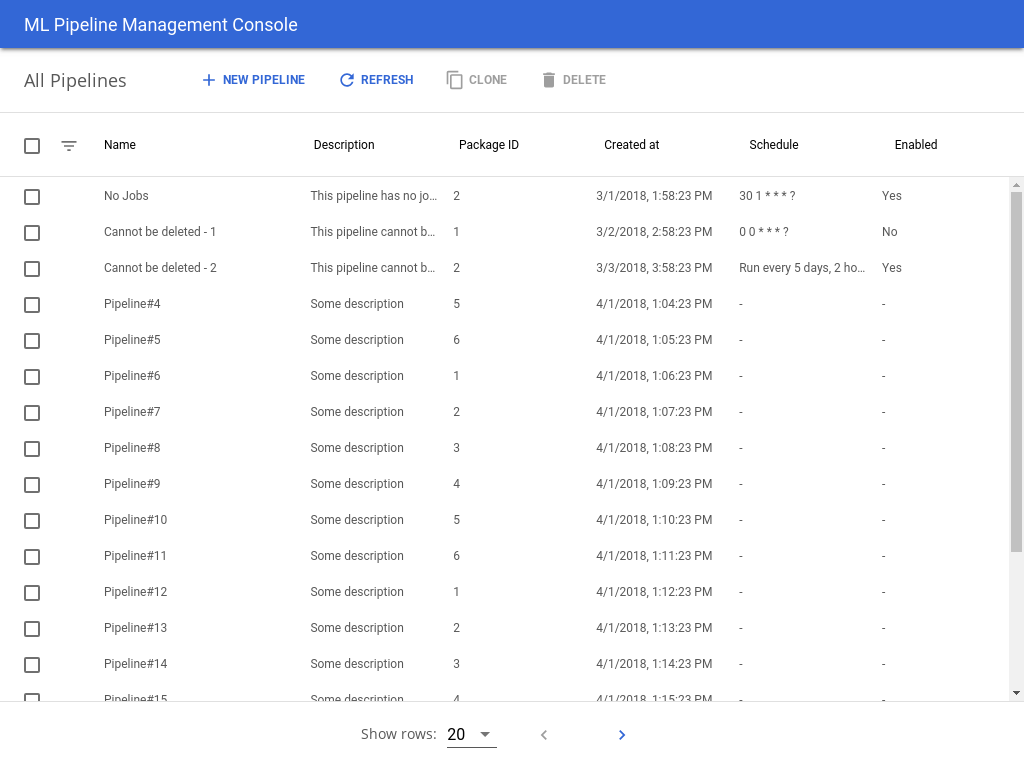 ML Pipeline Management Console
All Pipelines NEW PIPELINE REFRESH CLONE DELETE
Name Description Package ID Created at Schedule Enabled
No Jobs This pipeline has no jo... 2 3/1/2018, 1:58:23 PM 30 1 * * * ? Yes
Cannot be deleted - 1 This pipeline cannot b... 1 3/2/2018, 2:58:23 PM 0 0 * * * ? No
Cannot be deleted - 2 This pipeline cannot b... 2 3/3/2018, 3:58:23 PM Run every 5 days, 2 ho... Yes
Pipeline#4 Some description 5 4/1/2018, 1:04:23 PM - -
Pipeline#5 Some description 6 4/1/2018, 1:05:23 PM - -
Pipeline#6 Some description 1 4/1/2018, 1:06:23 PM - -
Pipeline#7 Some description 2 4/1/2018, 1:07:23 PM - -
Pipeline#8 Some description 3 4/1/2018, 1:08:23 PM - -
Pipeline#9 Some description 4 4/1/2018, 1:09:23 PM - -
Pipeline#10 Some description 5 4/1/2018, 1:10:23 PM - -
Pipeline#11 Some description 6 4/1/2018, 1:11:23 PM - -
Pipeline#12 Some description 1 4/1/2018, 1:12:23 PM - -
Pipeline#13 Some description 2 4/1/2018, 1:13:23 PM - -
Pipeline#14 Some description 3 4/1/2018, 1:14:23 PM - -
Pipeline#15 Some description 4 4/1/2018, 1:15:23 PM
Show rows: 20